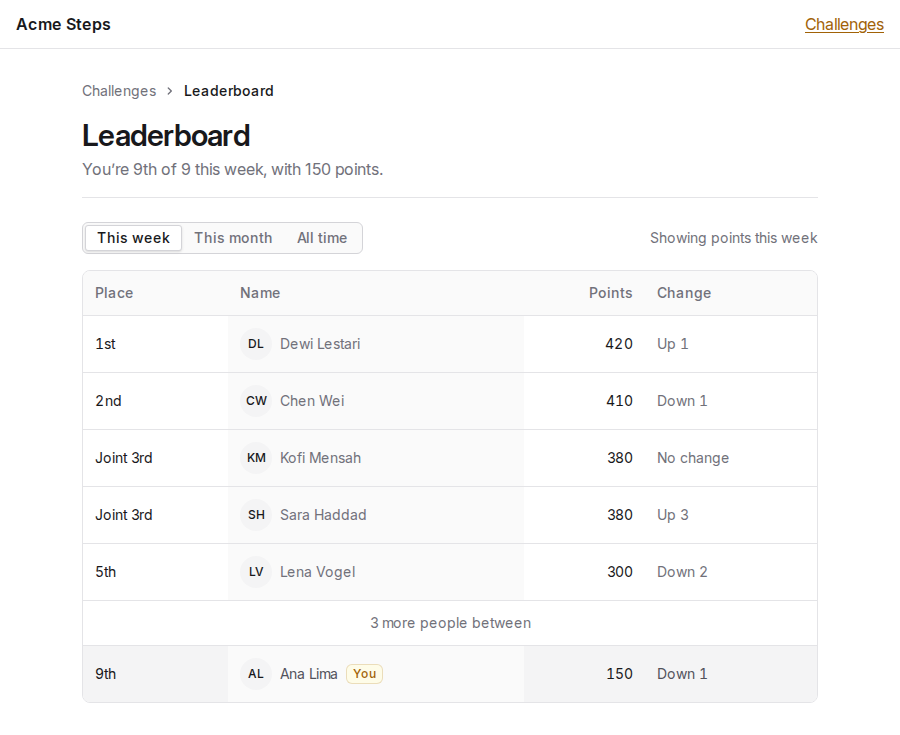 Acme Steps Challenges
Challenges › Leaderboard
Leaderboard
You’re 9th of 9 this week, with 150 points.
This week This month All time Showing points this week
Place Name Points Change
1st DL Dewi Lestari 420 Up 1
2nd CW Chen Wei 410 Down 1
Joint 3rd KM Kofi Mensah 380 No change
Joint 3rd SH Sara Haddad 380 Up 3
5th LV Lena Vogel 300 Down 2
3 more people between
9th AL Ana Lima You 150 Down 1